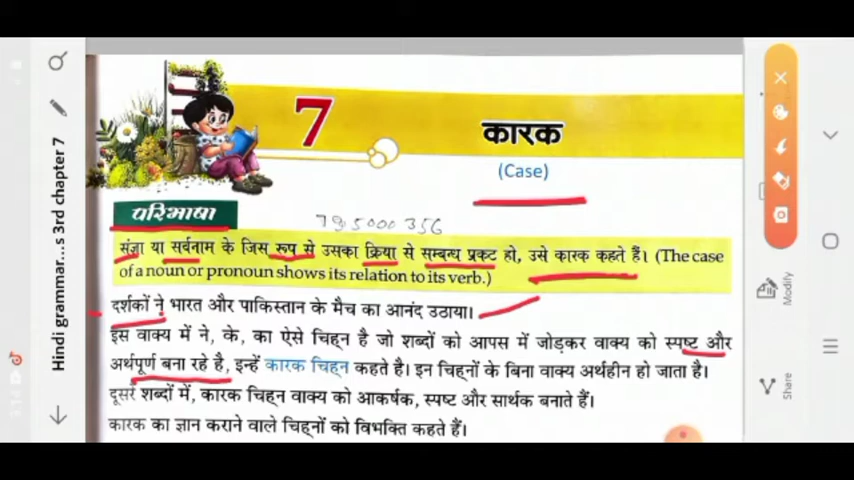 7
कारक
(Case)
परिभाषा
संज्ञा या सर्वनाम के जिस रूप से उसका क्रिया से सम्बन्ध प्रकट हो, उसे कारक कहते हैं। (The case
of a noun or pronoun shows its relation to its verb.)
दर्शकों ने भारत और पाकिस्तान के मैच का आनंद उठाया।
इस वाक्य में ने, के, का ऐसे चिह्न है जो शब्दों को आपस में जोड़कर वाक्य को स्पष्ट और
अर्थपूर्ण बना रहे है, इन्हें कारक चिह्न कहते है। इन चिह्नों के बिना वाक्य अर्थहीन हो जाता है।
दूसरे शब्दों में, कारक चिह्न वाक्य को आकर्षक, स्पष्ट और सार्थक बनाते हैं।
कारक का ज्ञान कराने वाले चिह्नों को विभक्ति कहते हैं।
Hindi grammar...s 3rd chapter 7
Modify
Share